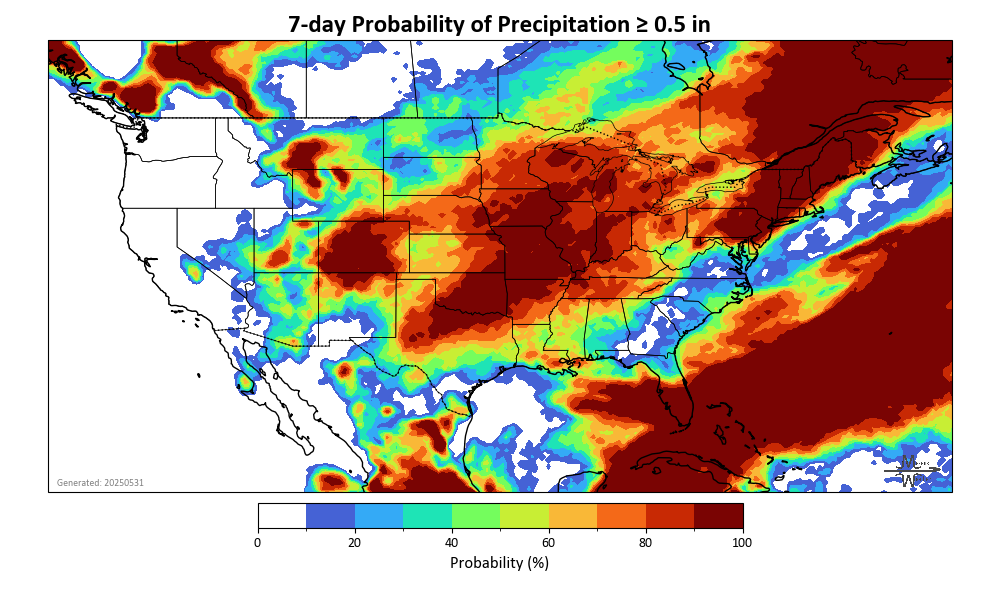 7-day Probability of Precipitation ≥ 0.5 in
Generated: 20250531
0 20 40 60 80 100
Probability (%)